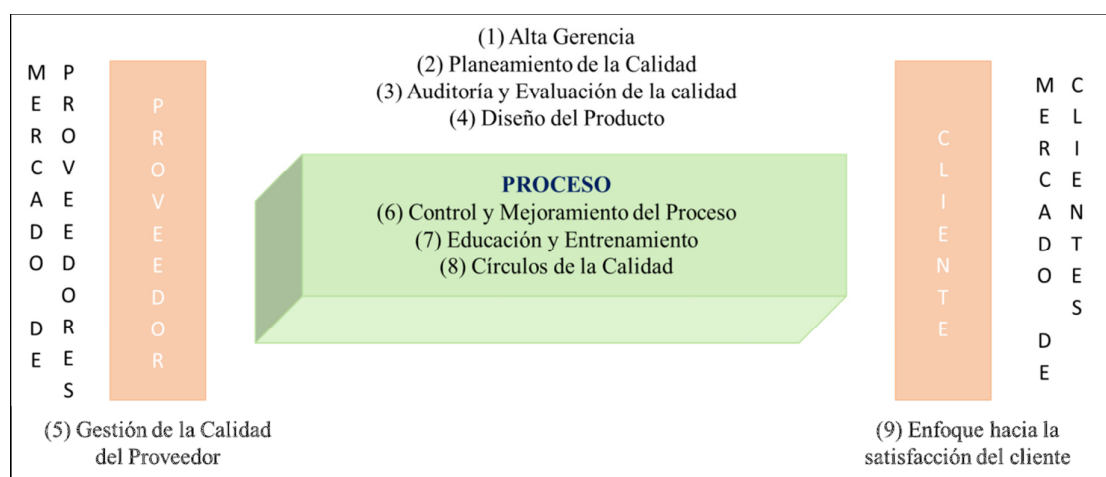 (1) Alta Gerencia
(2) Planeamiento de la Calidad
(3) Auditoría y Evaluación de la calidad
(4) Diseño del Producto
MERCADO DE
PROVEEDORES
PROVEEDOR
PROCESO
(6) Control y Mejoramiento del Proceso
(7) Educación y Entrenamiento
(8) Círculos de la Calidad
CLIENTE
MERCADO DE
CLIENTES
(5) Gestión de la Calidad
del Proveedor
(9) Enfoque hacia la
satisfacción del cliente